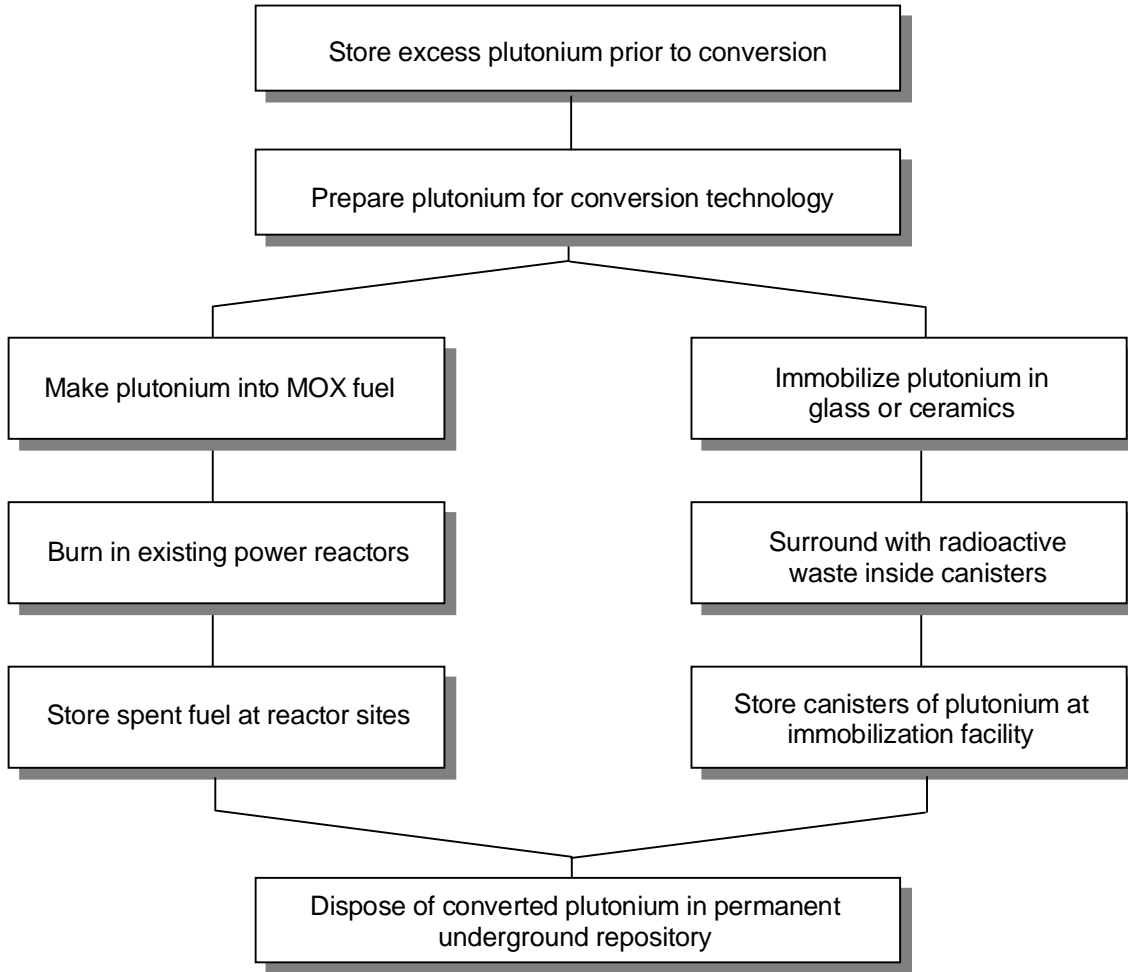 Store excess plutonium prior to conversion
Prepare plutonium for conversion technology
Make plutonium into MOX fuel
Immobilize plutonium in
glass or ceramics
Burn in existing power reactors
Surround with radioactive
waste inside canisters
Store spent fuel at reactor sites
Store canisters of plutonium at
immobilization facility
Dispose of converted plutonium in permanent
underground repository